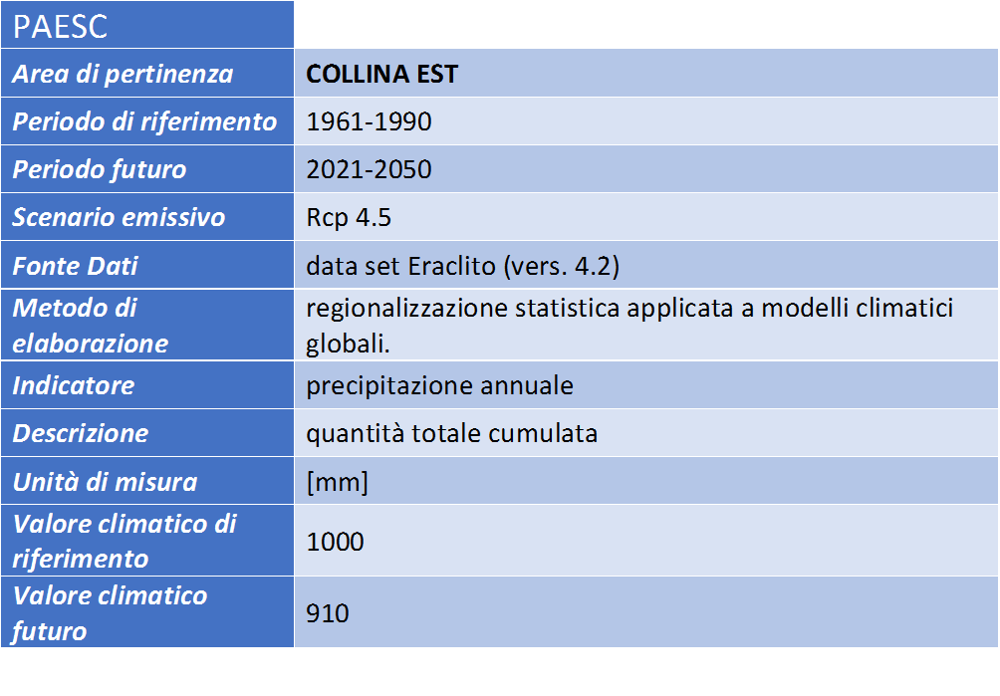 PAESC
Area di pertinenza COLLINA EST
Periodo di riferimento 1961-1990
Periodo futuro 2021-2050
Scenario emissivo Rcp 4.5
Fonte Dati data set Eraclito (vers. 4.2)
Metodo di elaborazione regionalizzazione statistica applicata a modelli climatici globali.
Indicatore precipitazione annuale
Descrizione quantità totale cumulata
Unità di misura [mm]
Valore climatico di riferimento 1000
Valore climatico futuro 910